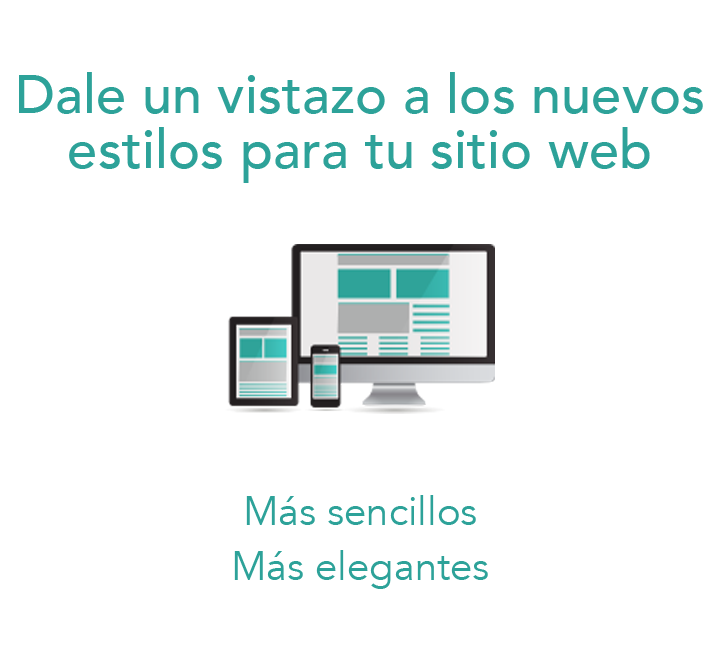 Dale un vistazo a los nuevos
estilos para tu sitio web
Más sencillos
Más elegantes